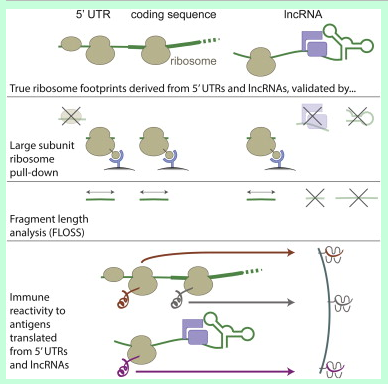 5' UTR coding sequence lncRNA
ribosome
True ribosome footprints derived from 5' UTRs and lncRNAs, validated by...
Large subunit
ribosome
pull-down
Fragment length
analysis (FLOSS)
Immune
reactivity to
antigens
translated
from 5' UTRs
and lncRNAs